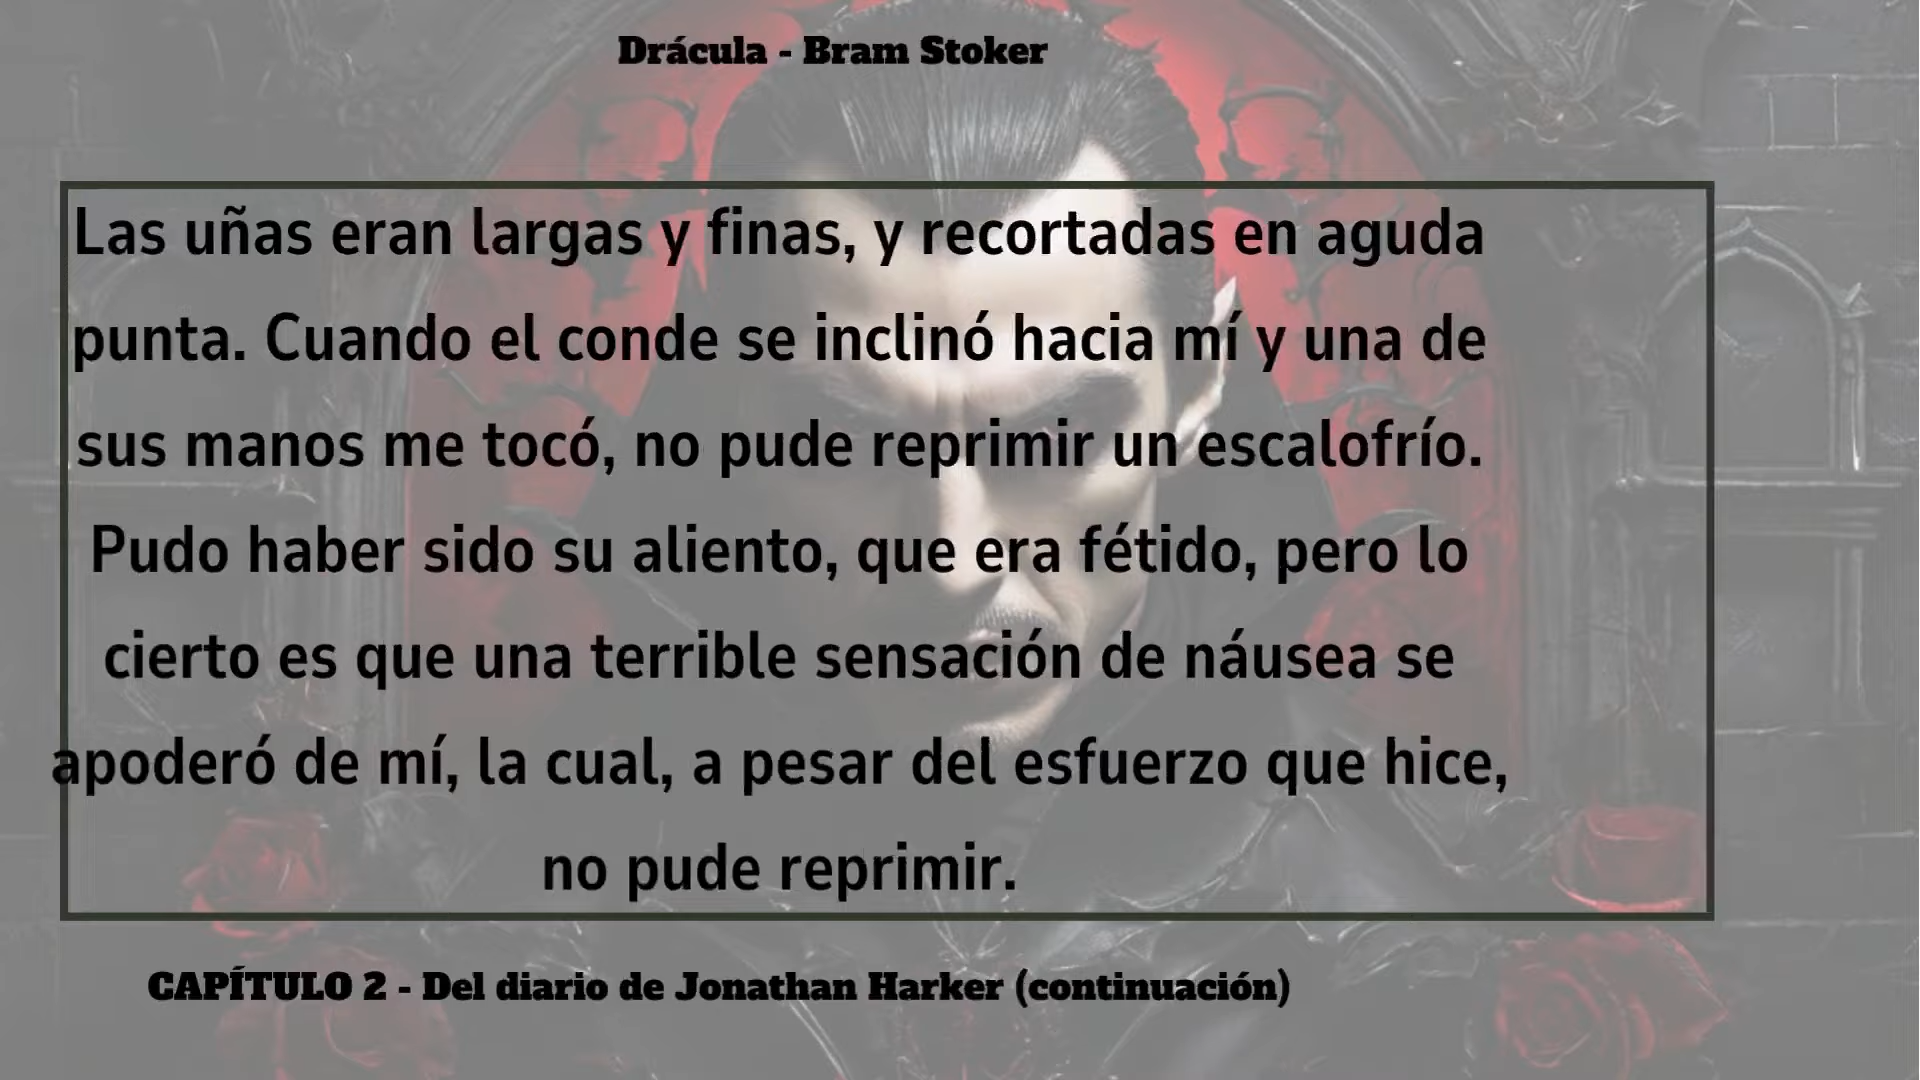 Drácula - Bram Stoker
Las uñas eran largas y finas, y recortadas en aguda
punta. Cuando el conde se inclinó hacia mí y una de
sus manos me tocó, no pude reprimir un escalofrío.
Pudo haber sido su aliento, que era fétido, pero lo
cierto es que una terrible sensación de náusea se
apoderó de mí, la cual, a pesar del esfuerzo que hice,
no pude reprimir.
CAPÍTULO 2 - Del diario de Jonathan Harker (continuación)